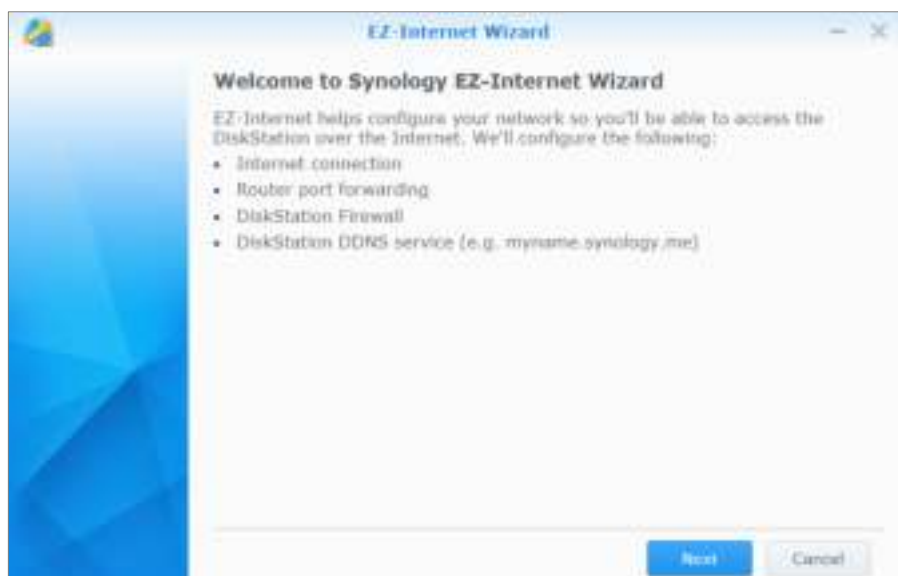 EZ-Internet Wizard
Welcome to Synology EZ-Internet Wizard
EZ-Internet helps configure your network so you'll be able to access the
DiskStation over the Internet. We'll configure the following:
• Internet connection
• Router port forwarding
• DiskStation Firewall
• DiskStation DDNS service (e.g. myname.synology.me)
Next
Cancel